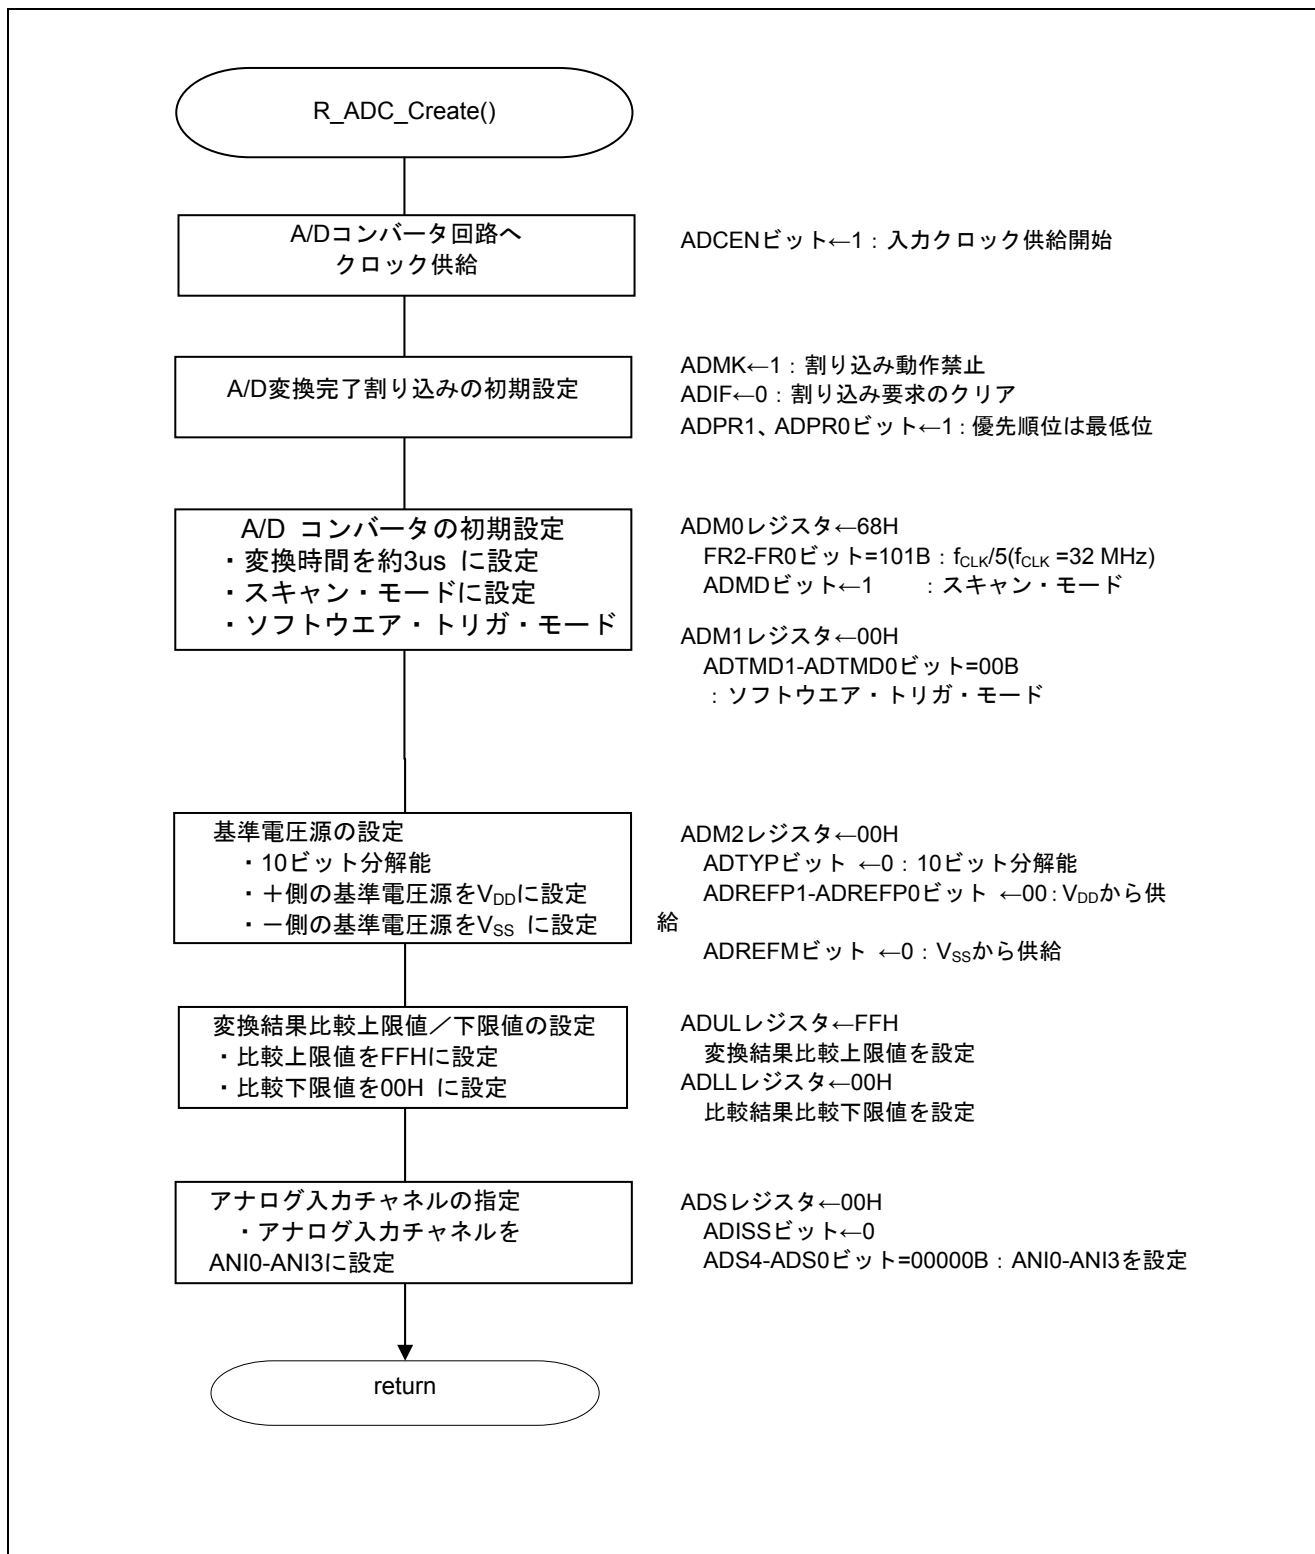 R_ADC_Create()
A/Dコンバータ回路へ
クロック供給
ADCENビット←1：入力クロック供給開始
A/D変換完了割り込みの初期設定
ADMK←1：割り込み動作禁止
ADIF←0：割り込み要求のクリア
ADPR1、ADPR0ビット←1：優先順位は最低位
A/D コンバータの初期設定
・変換時間を約3us に設定
・スキャン・モードに設定
・ソフトウエア・トリガ・モード
ADM0レジスタ←68H
FR2-FR0ビット=101B：fCLK/5(fCLK =32 MHz)
ADMDビット←1　　：スキャン・モード
ADM1レジスタ←00H
ADTMD1-ADTMD0ビット=00B
：ソフトウエア・トリガ・モード
基準電圧源の設定
・10ビット分解能
・＋側の基準電圧源をVDDに設定
・－側の基準電圧源をVSS に設定
ADM2レジスタ←00H
ADTYPビット ←0：10ビット分解能
ADREFP1-ADREFP0ビット ←00：VDDから供
給
ADREFMビット ←0：VSSから供給
変換結果比較上限値／下限値の設定
・比較上限値をFFHに設定
・比較下限値を00H に設定
ADULレジスタ←FFH
変換結果比較上限値を設定
ADLLレジスタ←00H
比較結果比較下限値を設定
アナログ入力チャネルの指定
・アナログ入力チャネルを
ANI0-ANI3に設定
ADSレジスタ←00H
ADISSビット←0
ADS4-ADS0ビット=00000B：ANI0-ANI3を設定
return